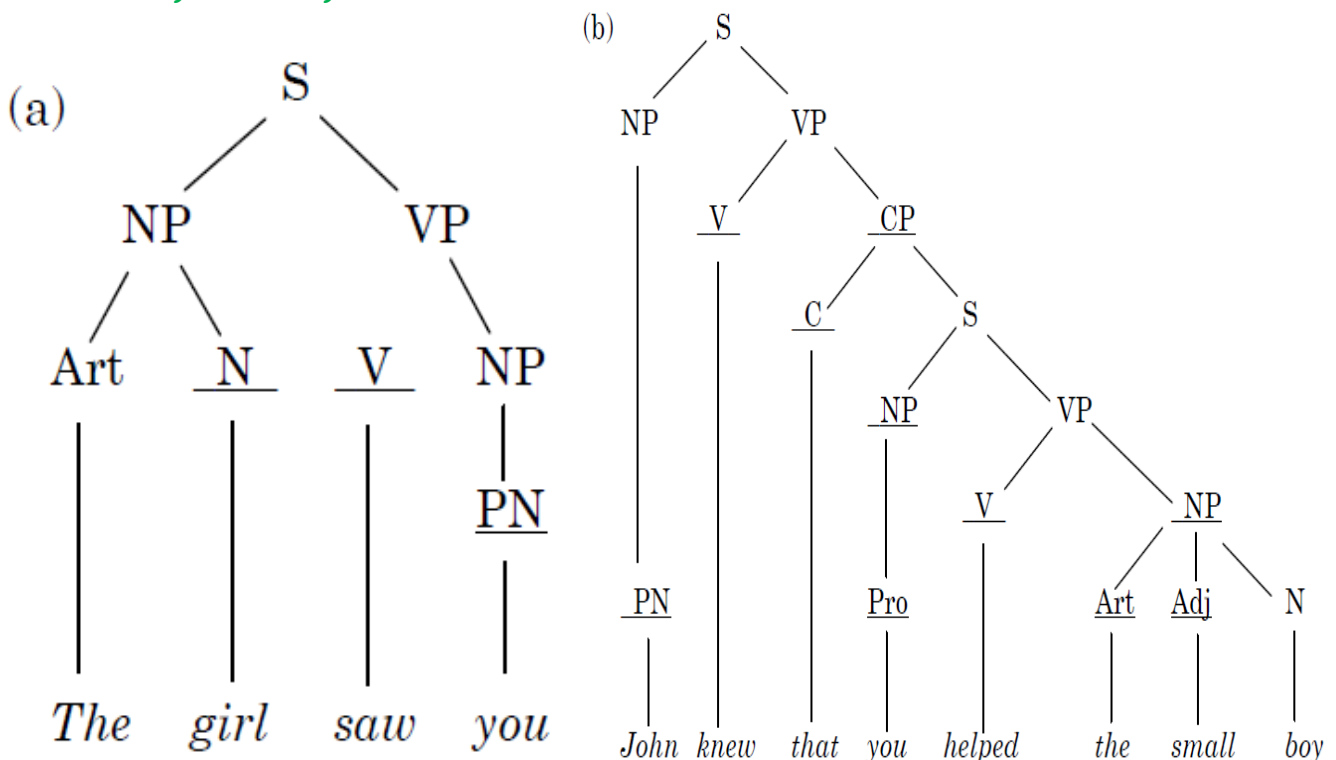 (a)
S
NP VP
Art N V NP
PN
The girl saw you
(b)
S
NP VP
V CP
C S
NP VP
V NP
PN Pro Art Adj N
John knew that you helped the small boy